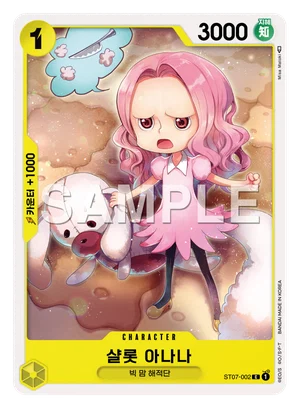 1
3000
지혜
知
카운터 +1000
SAMPLE
CHARACTER
샬롯 아나나
빅 맘 해적단
ST07-002 C 1
BANDAI MADE IN KOREA